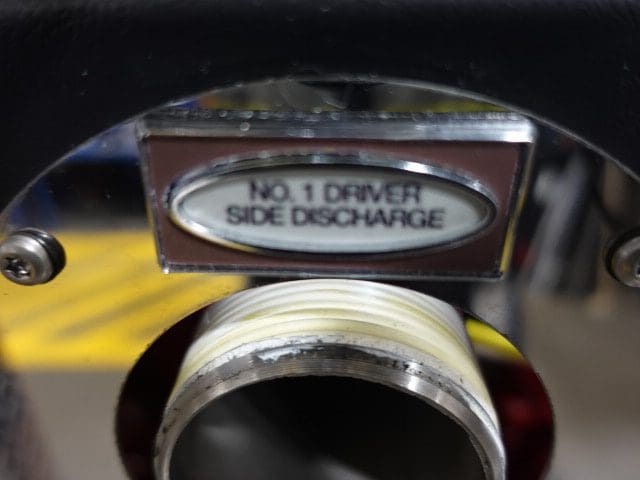 NO. 1 DRIVER
SIDE DISCHARGE